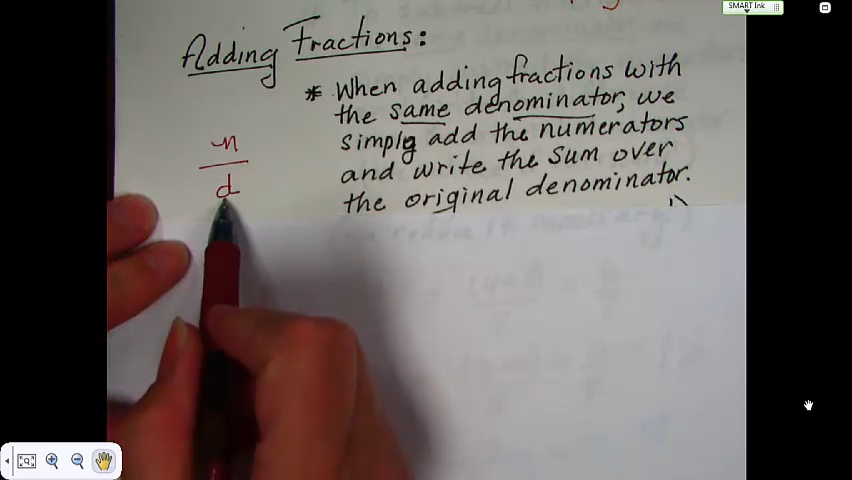 SMART Ink
Adding Fractions:
* When adding fractions with
the same denominator, we
simply add the numerators
and write the sum over
the original denominator.
n
d